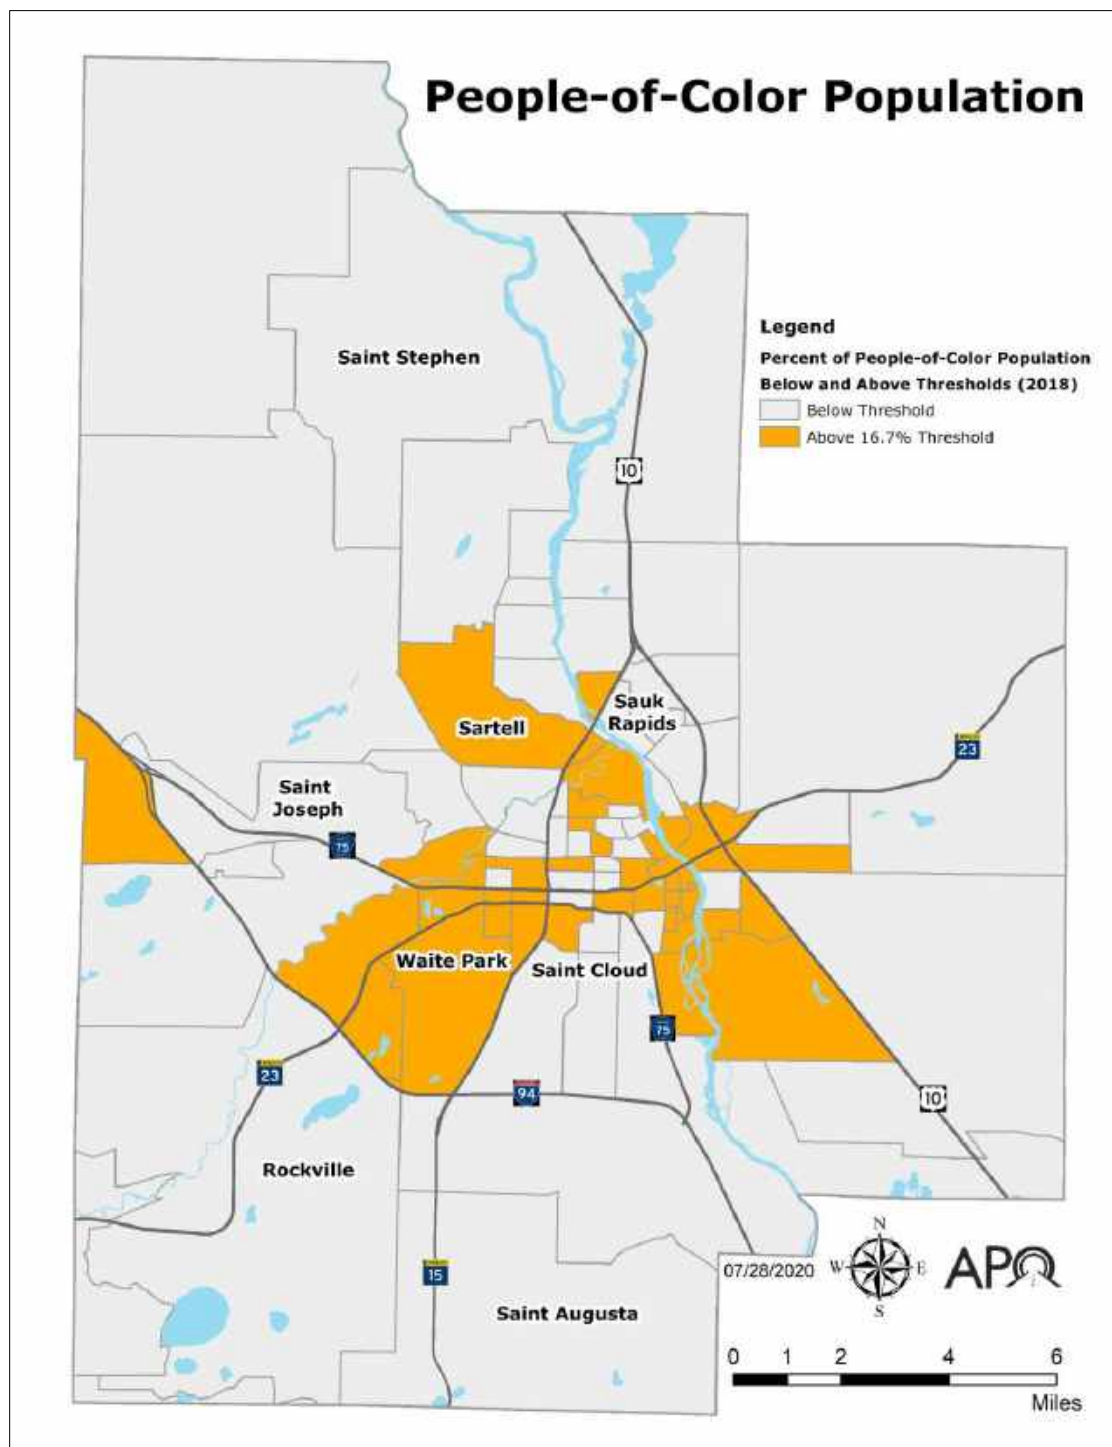 People-of-Color Population
Legend
Percent of People-of-Color Population
Below and Above Thresholds (2018)
Below Threshold
Above 16.7% Threshold
Saint Stephen
10
Sauk
Rapids
Sartell
23
Saint
Joseph
75
Waite Park
Saint Cloud
75
23
94
10
Rockville
N
W E
S
07/28/2020
APO
15
Saint Augusta
0 1 2 4 6
Miles